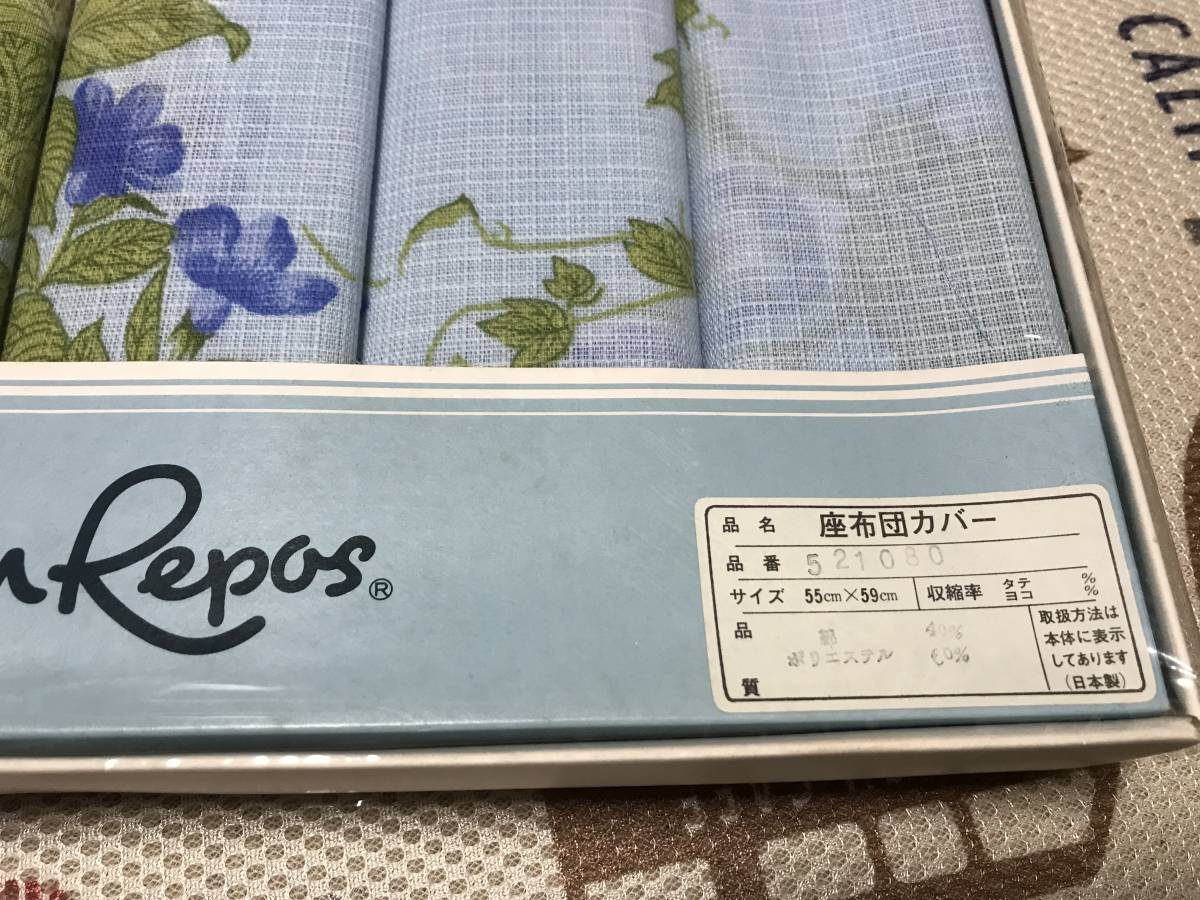 CAL
Repos®
品名 座布団カバー
品番 521080
サイズ 55cm×59cm 収縮率 タテ % ヨコ %
品質
綿 40%
ポリエステル 60%
取扱方法は
本体に表示
してあります
(日本製)